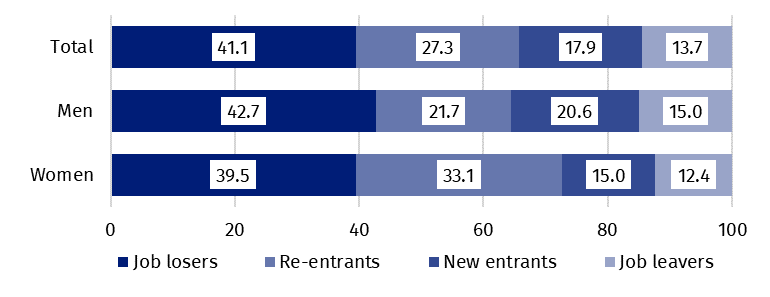 Total 41.1 27.3 17.9 13.7
Men 42.7 21.7 20.6 15.0
Women 39.5 33.1 15.0 12.4
0 20 40 60 80 100
Job losers Re-entrants New entrants Job leavers